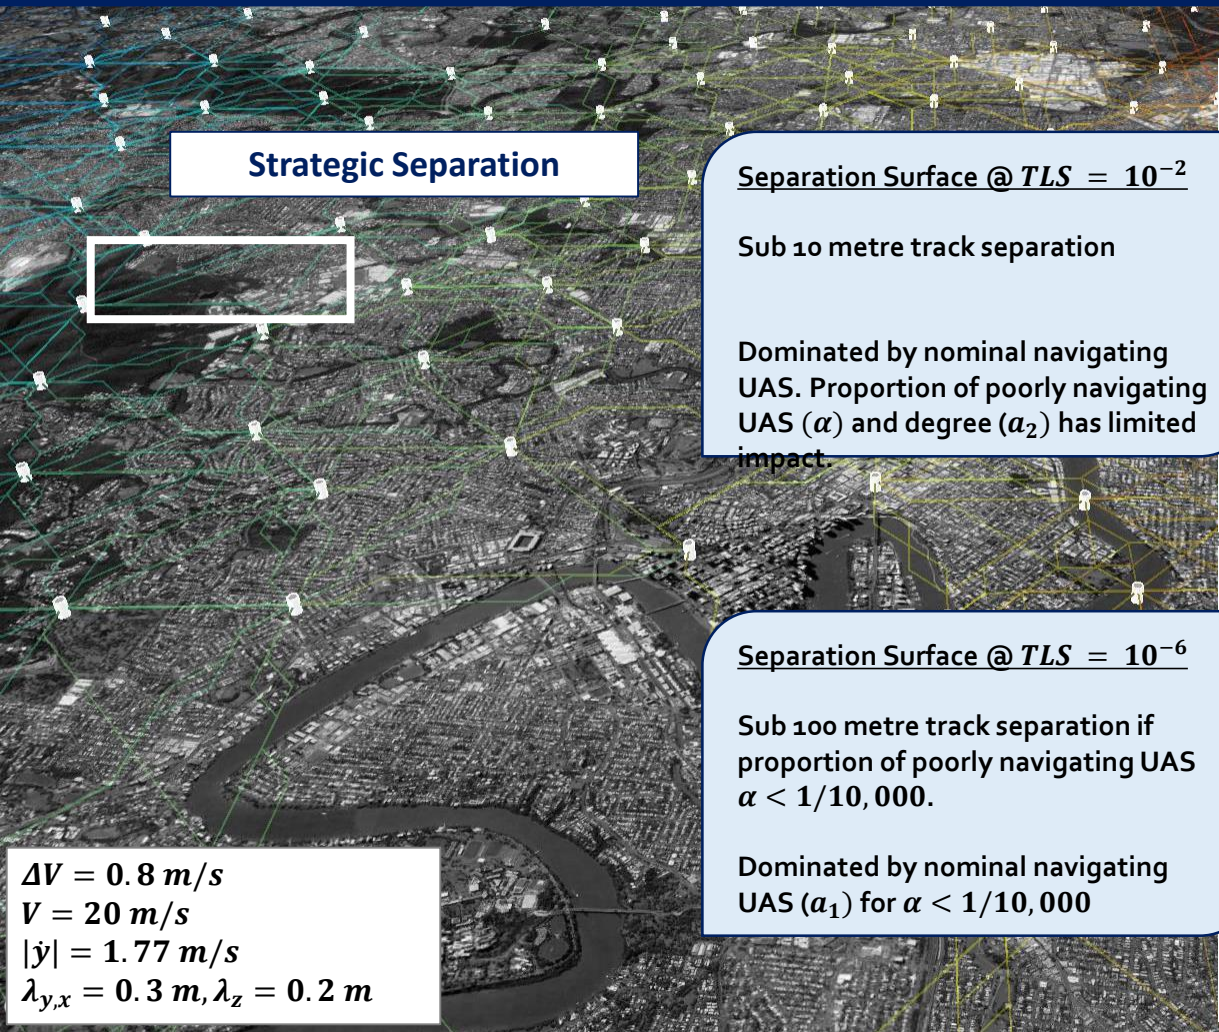 Strategic Separation
Separation Surface @ TLS = 10⁻²
Sub 10 metre track separation
Dominated by nominal navigating
UAS. Proportion of poorly navigating
UAS (α) and degree (a₂) has limited
impact.
Separation Surface @ TLS = 10⁻⁶
Sub 100 metre track separation if
proportion of poorly navigating UAS
α < 1/10,000.
Dominated by nominal navigating
UAS (a₁) for α < 1/10,000
ΔV = 0.8 m/s
V = 20 m/s
|ẏ| = 1.77 m/s
λy,x = 0.3 m, λz = 0.2 m